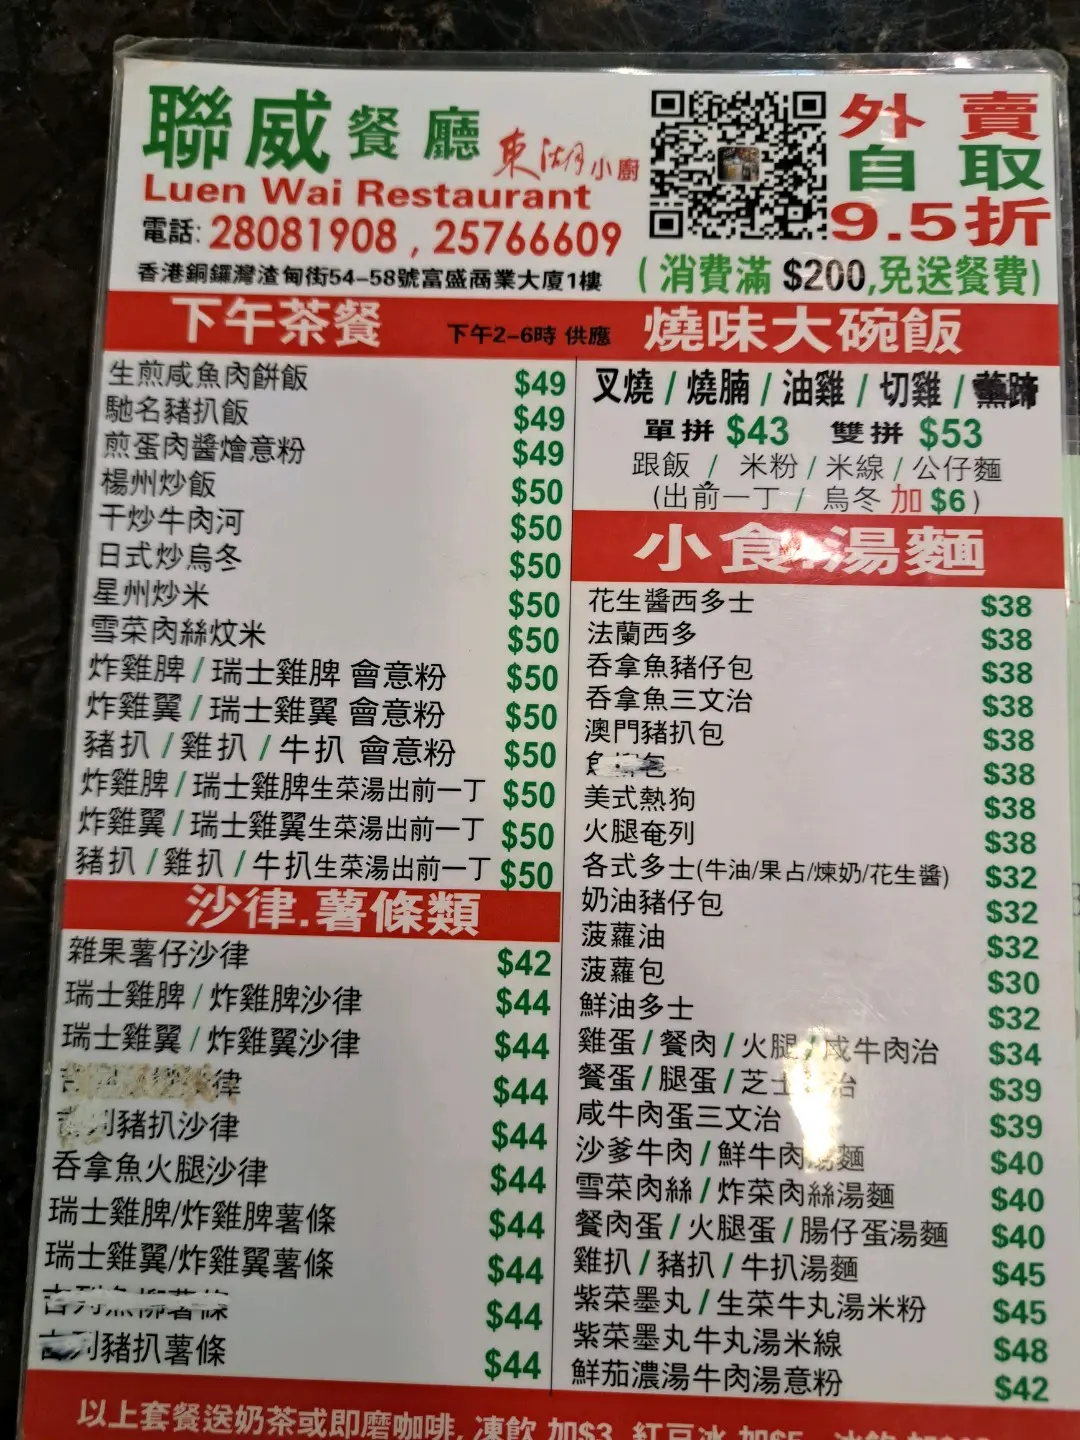 聯威餐廳 東湖小廚
Luen Wai Restaurant
電話: 28081908 , 25766609
香港銅鑼灣渣甸街54-58號富盛商業大廈1樓
外賣
自取
9.5折
( 消費滿 $200,免送餐費)
下午茶餐 下午2-6時 供應
生煎咸魚肉餅飯 $49
馳名豬扒飯 $49
煎蛋肉醬燴意粉 $49
楊州炒飯 $50
干炒牛肉河 $50
日式炒烏冬 $50
星州炒米 $50
雪菜肉絲炆米 $50
炸雞脾 / 瑞士雞脾 會意粉 $50
炸雞翼 / 瑞士雞翼 會意粉 $50
豬扒 / 雞扒 / 牛扒 會意粉 $50
炸雞脾 / 瑞士雞脾生菜湯出前一丁 $50
炸雞翼 / 瑞士雞翼生菜湯出前一丁 $50
豬扒 / 雞扒 / 牛扒生菜湯出前一丁 $50
沙律.薯條類
雜果薯仔沙律 $42
瑞士雞脾 / 炸雞脾沙律 $44
瑞士雞翼 / 炸雞翼沙律 $44
沙律 $44
吉列豬扒沙律 $44
吞拿魚火腿沙律 $44
瑞士雞脾/炸雞脾薯條 $44
瑞士雞翼/炸雞翼薯條 $44
吉列魚柳薯條 $44
吉列豬扒薯條 $44
燒味大碗飯
叉燒 / 燒腩 / 油雞 / 切雞 /
單拼 $43 雙拼 $53
跟飯 / 米粉 / 米線 / 公仔麵
(出前一丁 / 烏冬 加 $6 )
小食.湯麵
花生醬西多士 $38
法蘭西多 $38
吞拿魚豬仔包 $38
吞拿魚三文治 $38
澳門豬扒包 $38
魚柳包 $38
美式熱狗 $38
火腿奄列 $38
各式多士(牛油/果占/煉奶/花生醬) $32
奶油豬仔包 $32
菠蘿油 $32
菠蘿包 $30
鮮油多士 $32
雞蛋 / 餐肉 / 火腿 / 咸牛肉治 $34
餐蛋 / 腿蛋 / 芝士治 $39
咸牛肉蛋三文治 $39
沙爹牛肉 / 鮮牛肉湯麵 $40
雪菜肉絲 / 炸菜肉絲湯麵 $40
餐肉蛋 / 火腿蛋 / 腸仔蛋湯麵 $40
雞扒 / 豬扒 / 牛扒湯麵 $45
紫菜墨丸 / 生菜牛丸湯米粉 $45
紫菜墨丸牛丸湯米線 $48
鮮茄濃湯牛肉湯意粉 $42
以上套餐送奶茶或即磨咖啡, 凍飲 加$3 紅豆冰 加$5